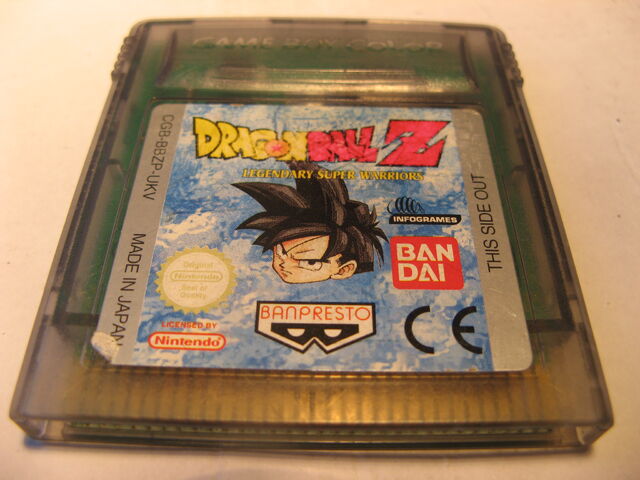 GAME BOY COLOR
CGB-BBZP-UKV
MADE IN JAPAN
DRAGON BALL Z
LEGENDARY SUPER WARRIORS
INFOGRAMES
BAN
DAI
THIS SIDE OUT
Original
Nintendo
Seal of
Quality
BANPRESTO
LICENSED BY
Nintendo
CE